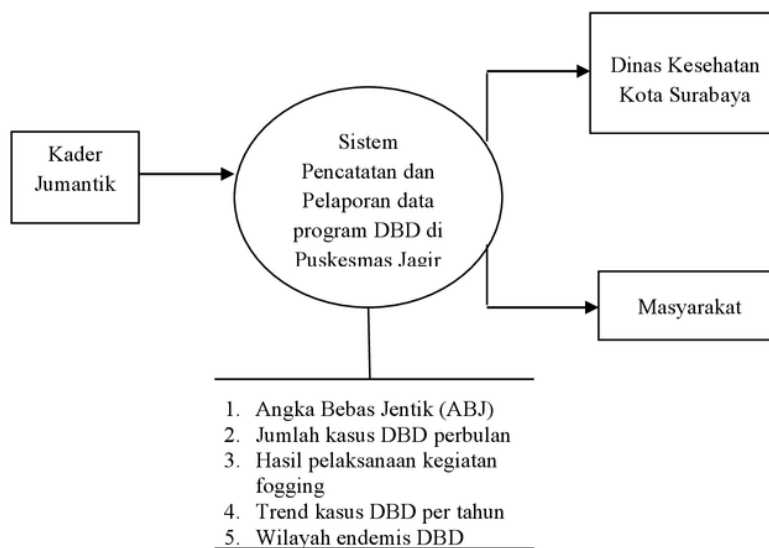 Dinas Kesehatan
Kota Surabaya
Kader
Jumantik
Sistem
Pencatatan dan
Pelaporan data
program DBD di
Puskesmas Jagir
Masyarakat
1. Angka Bebas Jentik (ABJ)
2. Jumlah kasus DBD perbulan
3. Hasil pelaksanaan kegiatan
fogging
4. Trend kasus DBD per tahun
5. Wilayah endemis DBD